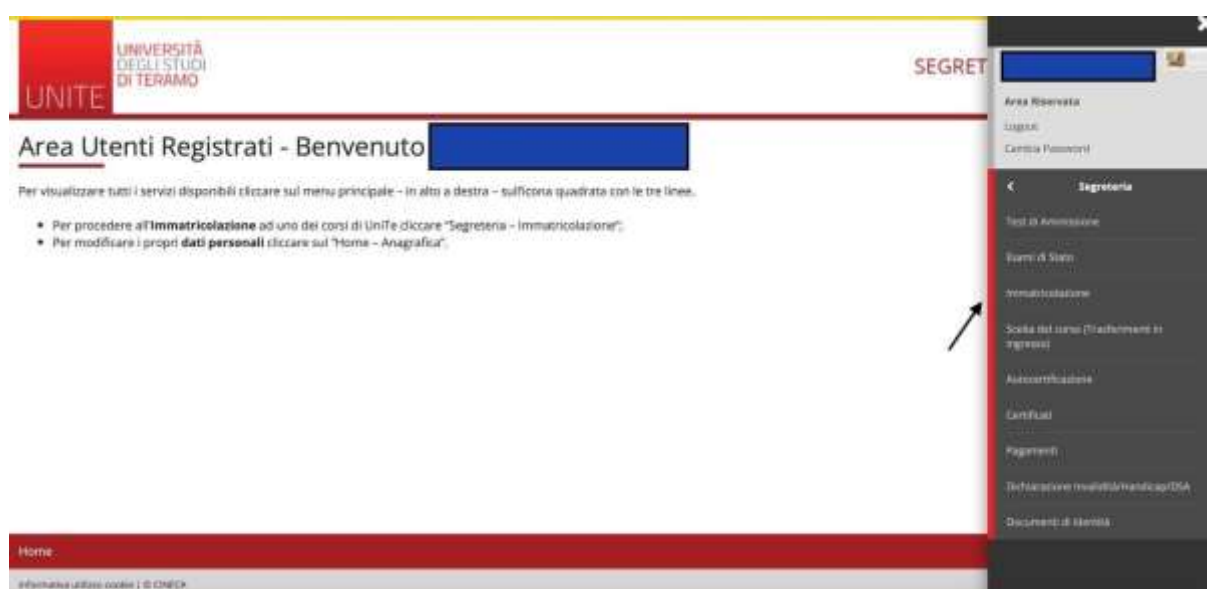 UNITE
UNIVERSITÀ
DEGLI STUDI
DI TERAMO
SEGRET
Area Utenti Registrati - Benvenuto
Per visualizzare tutti i servizi disponibili cliccare sul menu principale – in alto a destra – sull'icona quadrata con le tre linee.
• Per procedere all'Immatricolazione ad uno dei corsi di UniTe cliccare "Segreteria – Immatricolazione";
• Per modificare i propri dati personali cliccare sul "Home – Anagrafica".
Area Riservata
Logout
Cambia Password
Segreteria
Test di Ammissione
Esami di Stato
Immatricolazione
Scelta del corso (Trasferimenti in
ingresso)
Autocertificazione
Certificati
Pagamenti
Dichiarazione Invalidità/Handicap/DSA
Documenti di Identità
Home
Informativa utilizzo cookie | © CINECA